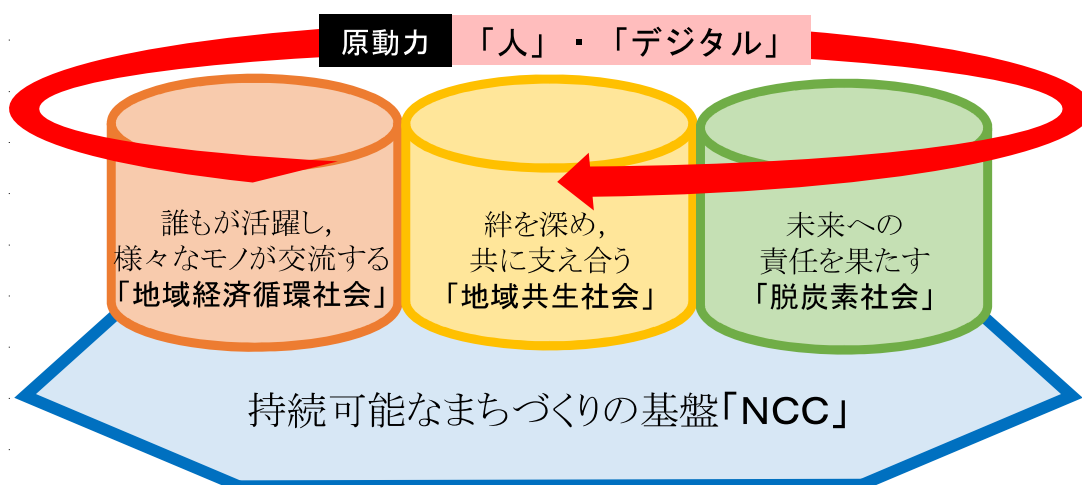 原動力 「人」・「デジタル」
誰もが活躍し,
様々なモノが交流する
「地域経済循環社会」
絆を深め,
共に支え合う
「地域共生社会」
未来への
責任を果たす
「脱炭素社会」
持続可能なまちづくりの基盤「NCC」